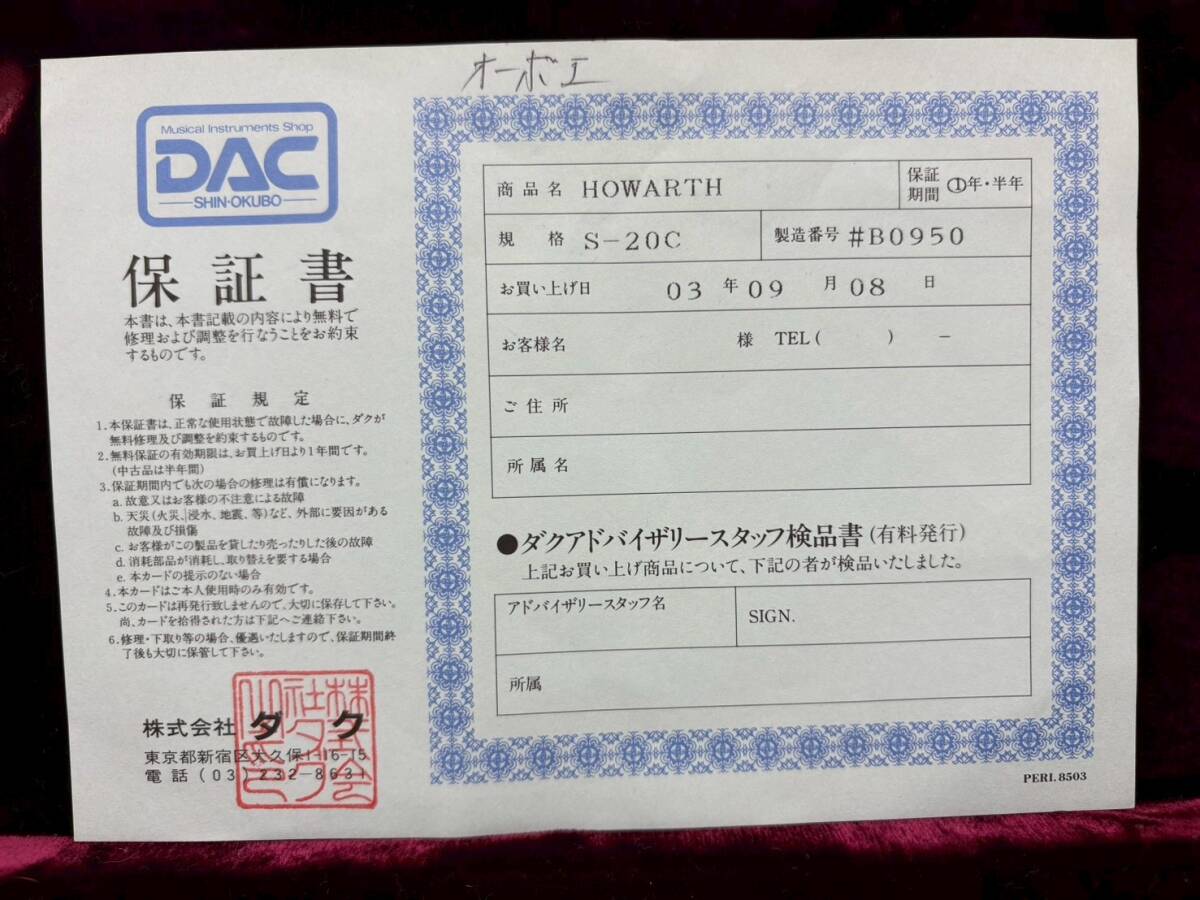 オーボエ
Musical Instruments Shop
DAC
SHIN・OKUBO
保証書
本書は、本書記載の内容により無料で
修理および調整を行なうことをお約束
するものです。
保証規定
1.本保証書は、正常な使用状態で故障した場合に、ダクが
無料修理及び調整を約束するものです。
2.無料保証の有効期限は、お買上げ日より1年間です。
(中古品は半年間)
3.保証期間内でも次の場合の修理は有償になります。
a.故意又はお客様の不注意による故障
b.天災(火災、浸水、地震、等)など、外部に要因がある
故障及び損傷
c.お客様がこの製品を貸したり売ったりした後の故障
d.消耗部品が消耗し、取り替えを要する場合
e.本カードの提示のない場合
4.本カードはご本人使用時のみ有効です。
5.このカードは再発行致しませんので、大切に保存して下さい。
尚、カードを拾得された方は下記へご連絡下さい。
6.修理・下取り等の場合、優遇いたしますので、保証期間終
了後も大切に保管して下さい。
株式会社ダク
東京都新宿区大久保1-16-15
電話(03)232-8631
商品名 HOWARTH
保証期間 ①年・半年
規格 S-20C
製造番号 #B0950
お買い上げ日 03年09月08日
お客様名 様 TEL( ) -
ご住所
所属名
●ダクアドバイザリースタッフ検品書(有料発行)
上記お買い上げ商品について、下記の者が検品いたしました。
アドバイザリースタッフ名
SIGN.
所属
PERI.8503